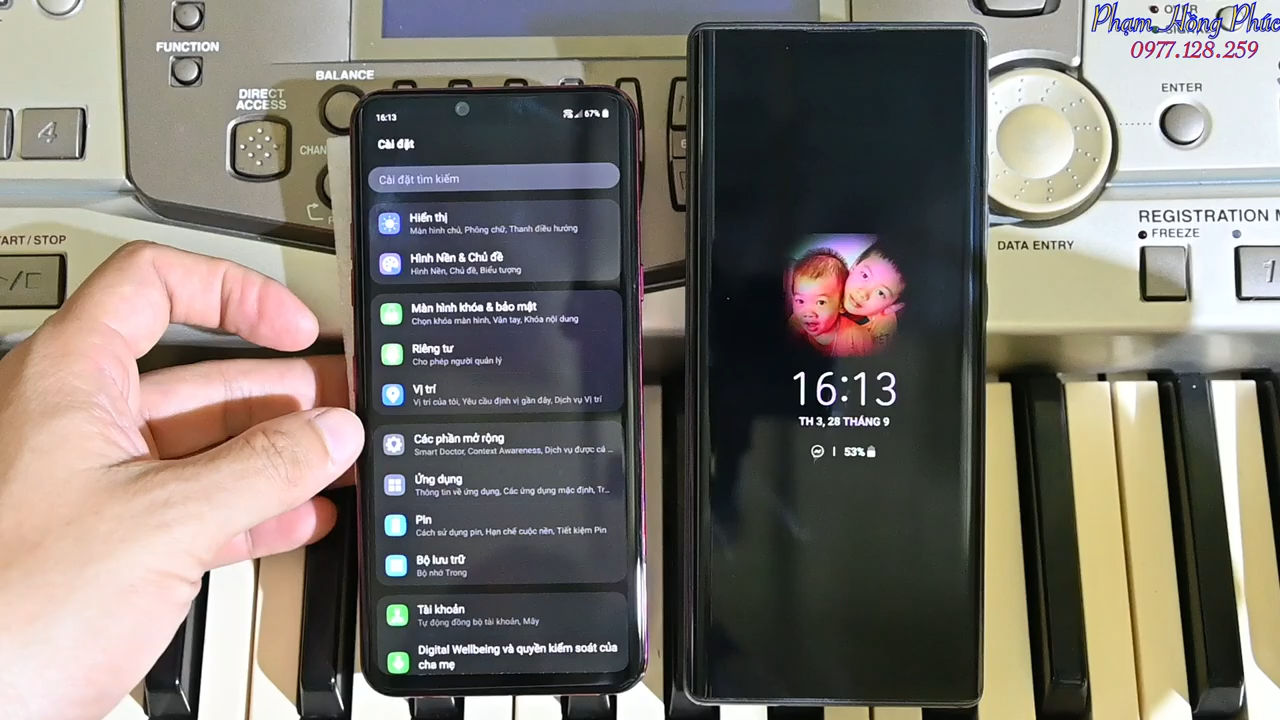 Phạm Hồng Phúc
0977.128.259
FUNCTION
BALANCE
DIRECT
ACCESS
4
ENTER
DATA ENTRY
REGISTRATION
FREEZE
1
16:13
67%
Cài đặt
Cài đặt tìm kiếm
Hiển thị
Màn hình chủ, Phông chữ, Thanh điều hướng
Hình Nền & Chủ đề
Hình Nền, Chủ đề, Biểu tượng
Màn hình khóa & bảo mật
Chọn khóa màn hình, Vân tay, Khóa nội dung
Riêng tư
Cho phép người quản lý
Vị trí
Vị trí của tôi, Yêu cầu định vị gần đây, Dịch vụ Vị trí
Các phần mở rộng
Smart Doctor, Context Awareness, Dịch vụ được cá ...
Ứng dụng
Thông tin về ứng dụng, Các ứng dụng mặc định, Tr...
Pin
Cách sử dụng pin, Hạn chế cuộc nền, Tiết kiệm Pin
Bộ lưu trữ
Bộ nhớ Trong
Tài khoản
Tự động đồng bộ tài khoản, Mây
Digital Wellbeing và quyền kiểm soát của
cha mẹ
16:13
TH 3, 28 THÁNG 9
53%